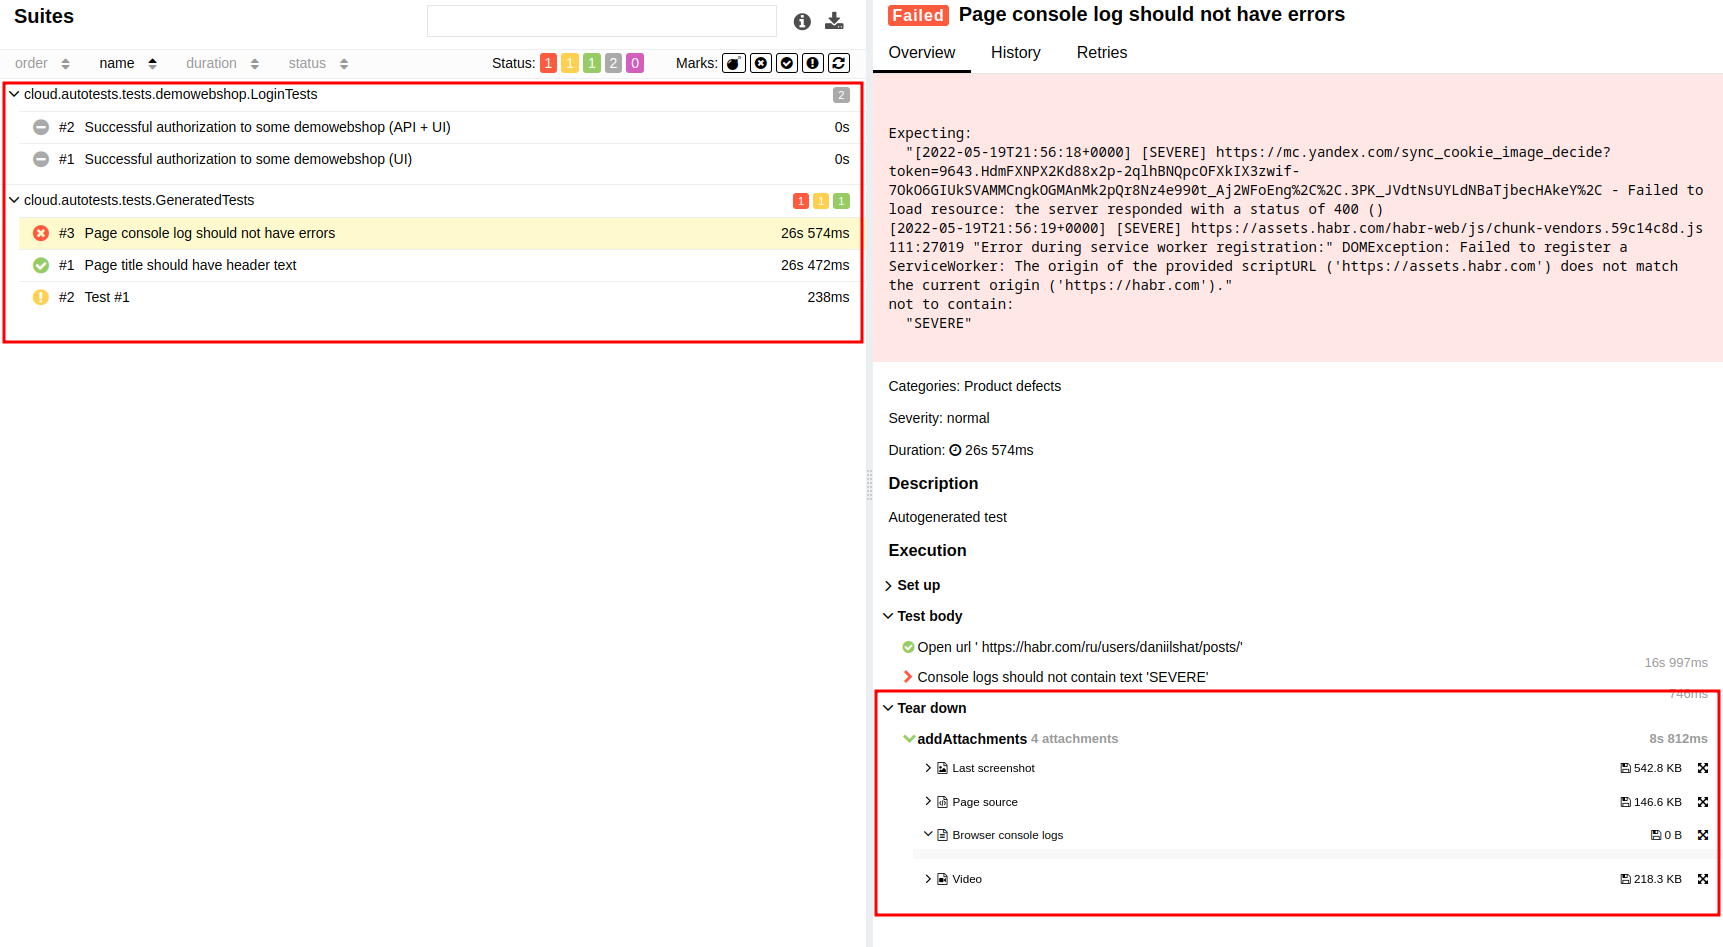 Suites
order name duration status Status: 1 1 1 2 0 Marks:
cloud.autotests.tests.demowebshop.LoginTests 2
#2 Successful authorization to some demowebshop (API + UI) 0s
#1 Successful authorization to some demowebshop (UI) 0s
cloud.autotests.tests.GeneratedTests 1 1 1
#3 Page console log should not have errors 26s 574ms
#1 Page title should have header text 26s 472ms
#2 Test #1 238ms
Failed Page console log should not have errors
Overview History Retries
Expecting:
"[2022-05-19T21:56:18+0000] [SEVERE] https://mc.yandex.com/sync_cookie_image_decide?
token=9643.HdmFXNPX2Kd88x2p-2qlhBNQpcOFXkIX3zwif-
7OkO6GIUkSVAMMCngkOGMAnMk2pQr8Nz4e990t_Aj2WFoEng%2C%2C.3PK_JVdtNsUYLdNBaTjbecHAkeY%2C - Failed to
load resource: the server responded with a status of 400 ()
[2022-05-19T21:56:19+0000] [SEVERE] https://assets.habr.com/habr-web/js/chunk-vendors.59c14c8d.js
111:27019 "Error during service worker registration:" DOMException: Failed to register a
ServiceWorker: The origin of the provided scriptURL ('https://assets.habr.com') does not match
the current origin ('https://habr.com')."
not to contain:
"SEVERE"
Categories: Product defects
Severity: normal
Duration: 26s 574ms
Description
Autogenerated test
Execution
Set up
Test body
Open url ' https://habr.com/ru/users/daniilshat/posts/'
16s 997ms
Console logs should not contain text 'SEVERE'
746ms
Tear down
addAttachments 4 attachments 8s 812ms
Last screenshot 542.8 KB
Page source 146.6 KB
Browser console logs 0 B
Video 218.3 KB